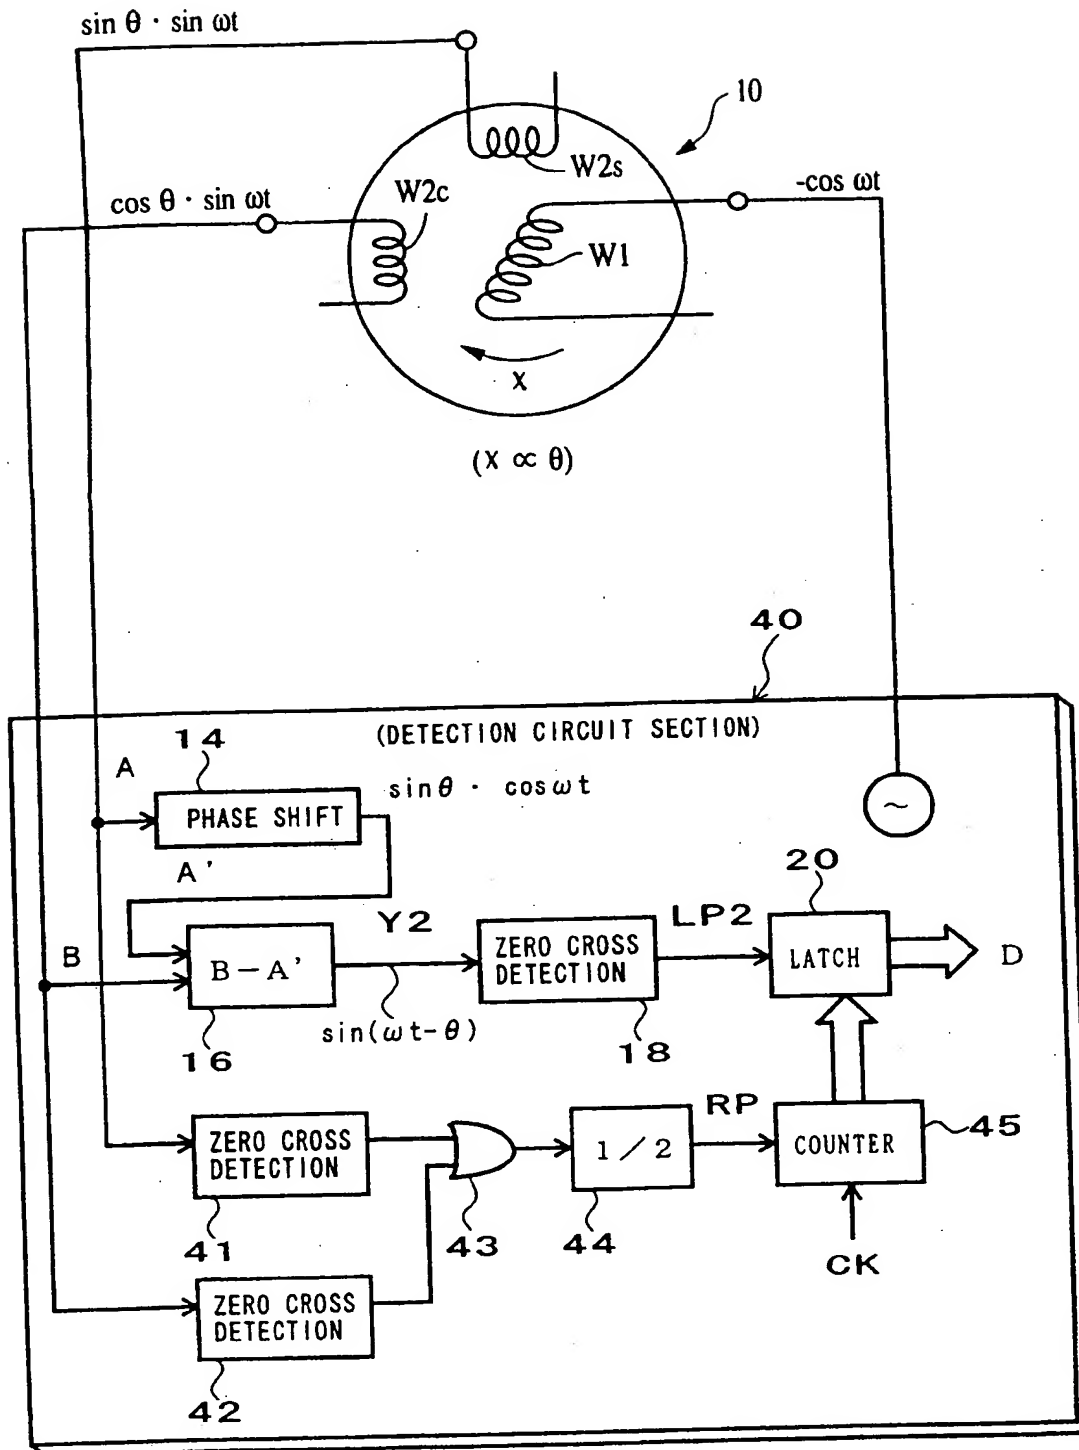 sin θ · sin ωt
10
W2s
-cos ωt
W2c
cos θ · sin ωt
W1
X
(X ∝ θ)
40
(DETECTION CIRCUIT SECTION)
14
A
sinθ · cosωt
PHASE SHIFT
~
A'
20
Y2
LP2
B
ZERO CROSS
DETECTION
LATCH
D
B-A'
sin(ωt-θ)
16
18
RP
ZERO CROSS
DETECTION
1/2
COUNTER
45
41
43
44
CK
ZERO CROSS
DETECTION
42